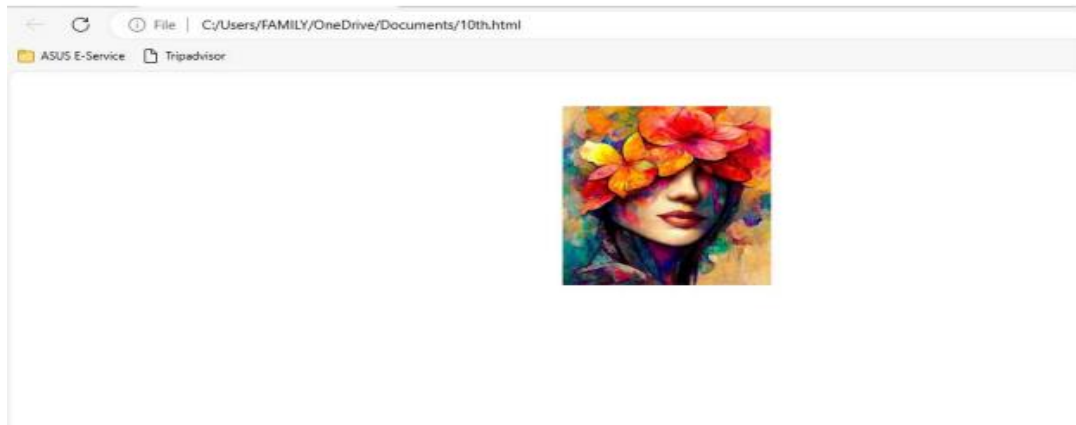 File | C:/Users/FAMILY/OneDrive/Documents/10th.html
ASUS E-Service Tripadvisor